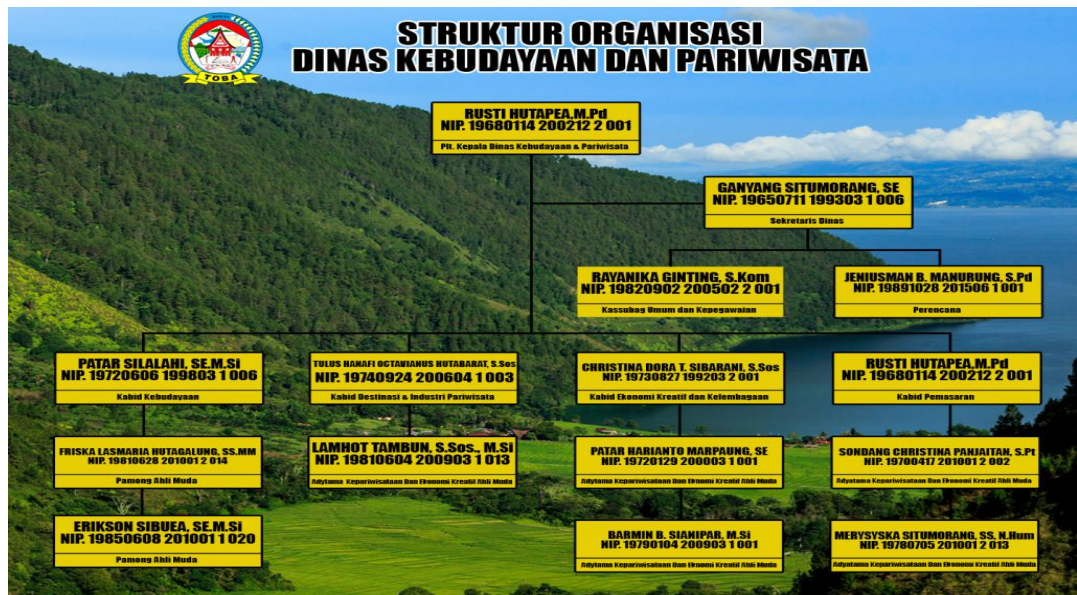 TOBA
STRUKTUR ORGANISASI
DINAS KEBUDAYAAN DAN PARIWISATA
RUSTI HUTAPEA,M.Pd
NIP. 19680114 200212 2 001
Plt. Kepala Dinas Kebudayaan & Pariwisata
GANYANG SITUMORANG, SE
NIP. 19650711 199303 1 006
Sekretaris Dinas
RAYANIKA GINTING, S.Kom
NIP. 19820902 200502 2 001
Kassubag Umum dan Kepegawaian
JENIUSMAN B. MANURUNG, S.Pd
NIP. 19891028 201506 1 001
Perencana
PATAR SILALAHI, SE,M.Si
NIP. 19720606 199803 1 006
Kabid Kebudayaan
TULUS HANAFI OCTAVIANUS HUTABARAT, S.Sos
NIP. 19740924 200604 1 003
Kabid Destinasi & Industri Pariwisata
CHRISTINA DORA T. SIBARANI, S.Sos
NIP. 19730827 199203 2 001
Kabid Ekonomi Kreatif dan Kelembagaan
RUSTI HUTAPEA,M.Pd
NIP. 19680114 200212 2 001
Kabid Pemasaran
FRISKA LASMARIA HUTAGALUNG, SS.MM
NIP. 19810628 201001 2 014
Pamong Ahli Muda
LAMHOT TAMBUN, S.Sos., M.Si
NIP. 19810604 200903 1 013
Adytama Kepariwisataan Dan Ekonomi Kreatif Ahli Muda
PATAR HARIANTO MARPAUNG, SE
NIP. 19720129 200003 1 001
Adytama Kepariwisataan Dan Ekonomi Kreatif Ahli Muda
SONDANG CHRISTINA PANJAITAN, S.Pt
NIP. 19700417 201001 2 002
Adyatama Kepariwisataan Dan Ekonomi Kreatif Ahli Muda
ERIKSON SIBUEA, SE.M.Si
NIP. 19850608 201001 1 020
Pamong Ahli Muda
BARMIN B. SIANIPAR, M.Si
NIP. 19790104 200903 1 001
Adytama Kepariwisataan Dan Eknomi Kreatif Ahli Muda
MERYSYSKA SITUMORANG, SS, N.Hum
NIP. 19780705 201001 2 013
Adyatama Kepariwisataan Dan Ekonomi Kreatif Ahli Muda